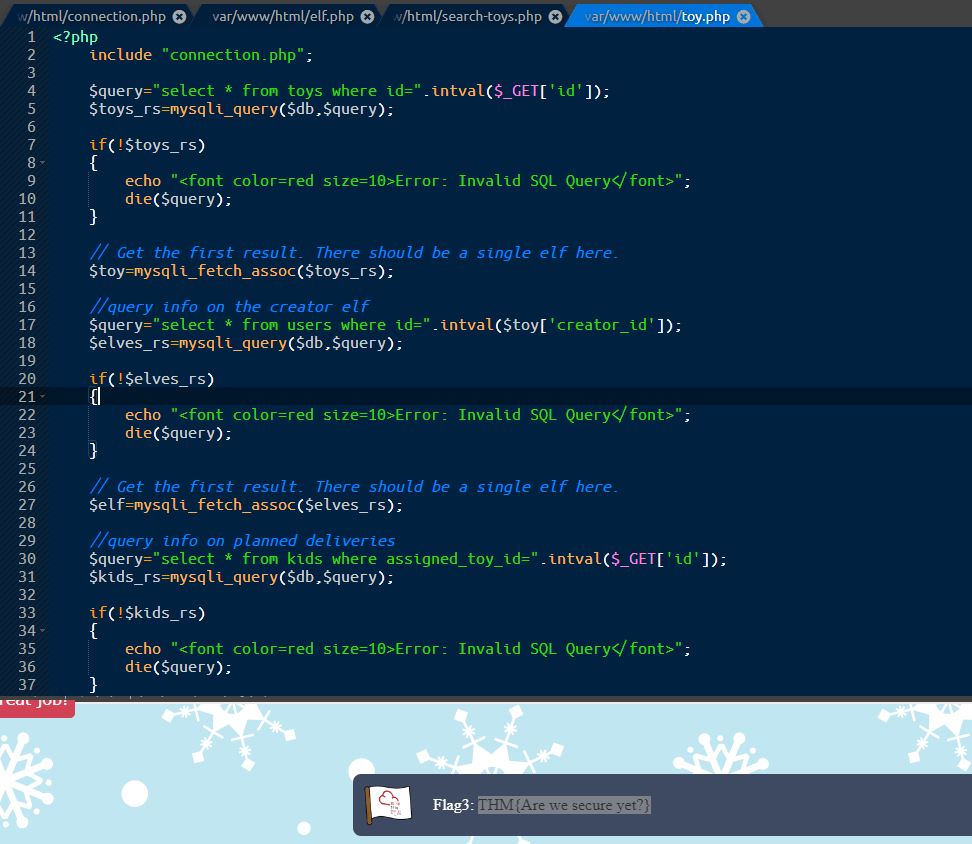 w/html/connection.php var/www/html/elf.php w/html/search-toys.php var/www/html/toy.php
1 <?php
2 include "connection.php";
3
4 $query="select * from toys where id=".intval($_GET['id']);
5 $toys_rs=mysqli_query($db,$query);
6
7 if(!$toys_rs)
8 {
9 echo "<font color=red size=10>Error: Invalid SQL Query</font>";
10 die($query);
11 }
12
13 // Get the first result. There should be a single elf here.
14 $toy=mysqli_fetch_assoc($toys_rs);
15
16 //query info on the creator elf
17 $query="select * from users where id=".intval($toy['creator_id']);
18 $elves_rs=mysqli_query($db,$query);
19
20 if(!$elves_rs)
21 {
22 echo "<font color=red size=10>Error: Invalid SQL Query</font>";
23 die($query);
24 }
25
26 // Get the first result. There should be a single elf here.
27 $elf=mysqli_fetch_assoc($elves_rs);
28
29 //query info on planned deliveries
30 $query="select * from kids where assigned_toy_id=".intval($_GET['id']);
31 $kids_rs=mysqli_query($db,$query);
32
33 if(!$kids_rs)
34 {
35 echo "<font color=red size=10>Error: Invalid SQL Query</font>";
36 die($query);
37 }
reat job!
Flag3: THM{Are we secure yet?}